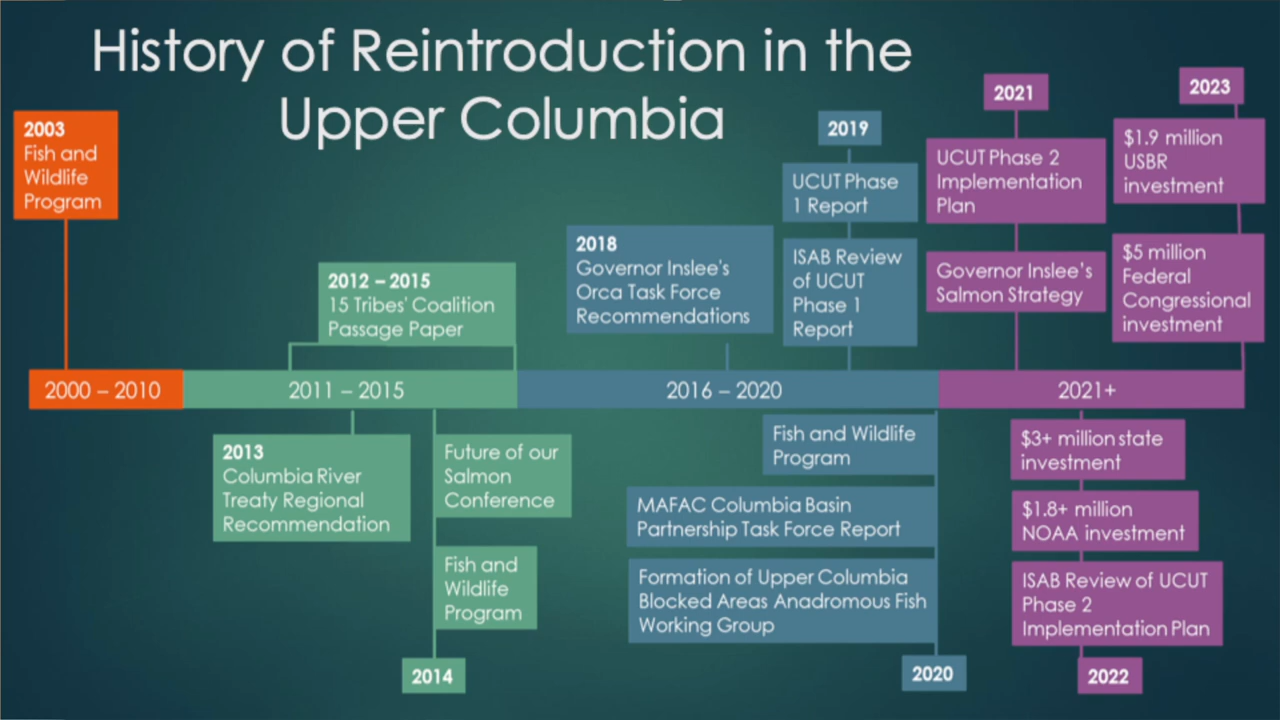 History of Reintroduction in the
Upper Columbia
2003
Fish and
Wildlife
Program
2012 – 2015
15 Tribes' Coalition
Passage Paper
2018
Governor Inslee's
Orca Task Force
Recommendations
2019
UCUT Phase
1 Report
ISAB Review
of UCUT
Phase 1
Report
2021
UCUT Phase 2
Implementation
Plan
Governor Inslee's
Salmon Strategy
2023
$1.9 million
USBR
investment
$5 million
Federal
Congressional
investment
2000 – 2010
2011 – 2015
2016 – 2020
2021+
2013
Columbia River
Treaty Regional
Recommendation
Future of our
Salmon
Conference
Fish and
Wildlife
Program
2014
Fish and Wildlife
Program
MAFAC Columbia Basin
Partnership Task Force Report
Formation of Upper Columbia
Blocked Areas Anadromous Fish
Working Group
2020
$3+ million state
investment
$1.8+ million
NOAA investment
ISAB Review of UCUT
Phase 2
Implementation Plan
2022